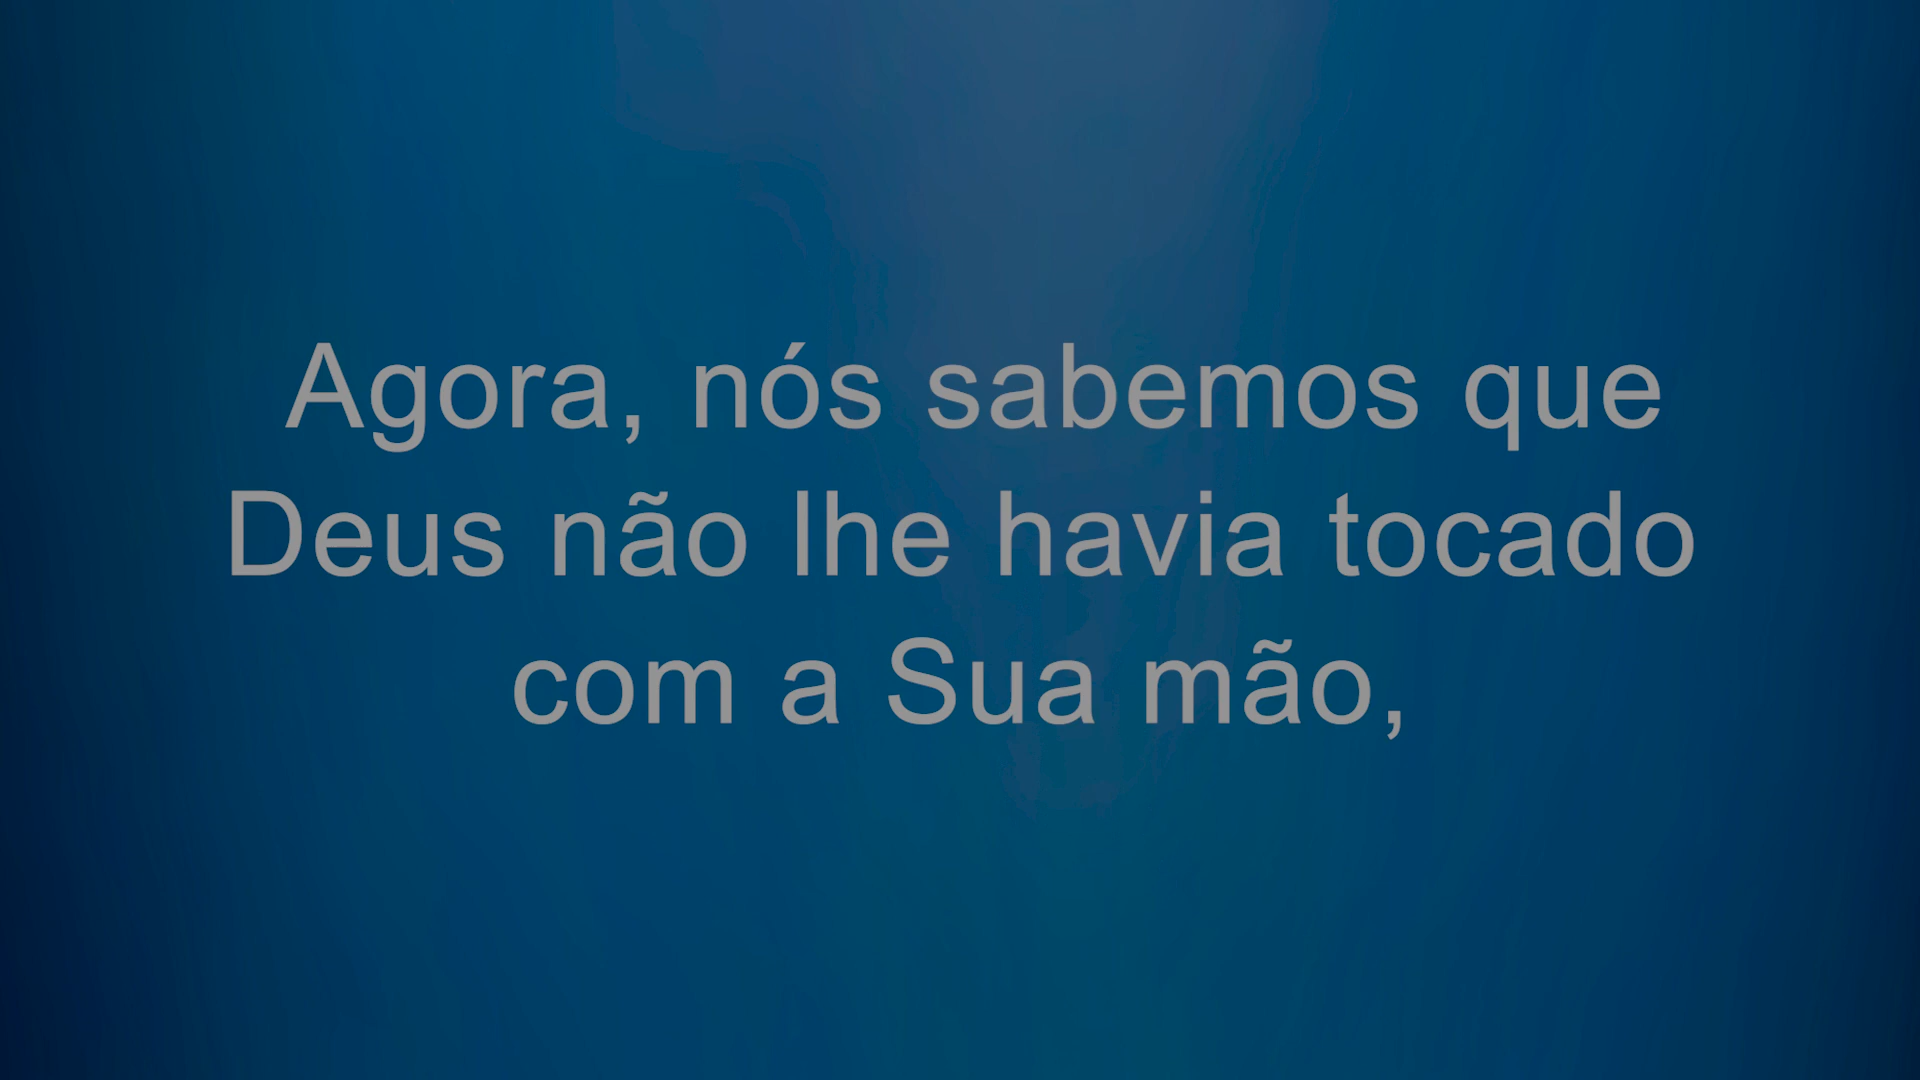 Agora, nós sabemos que
Deus não lhe havia tocado
com a Sua mão,